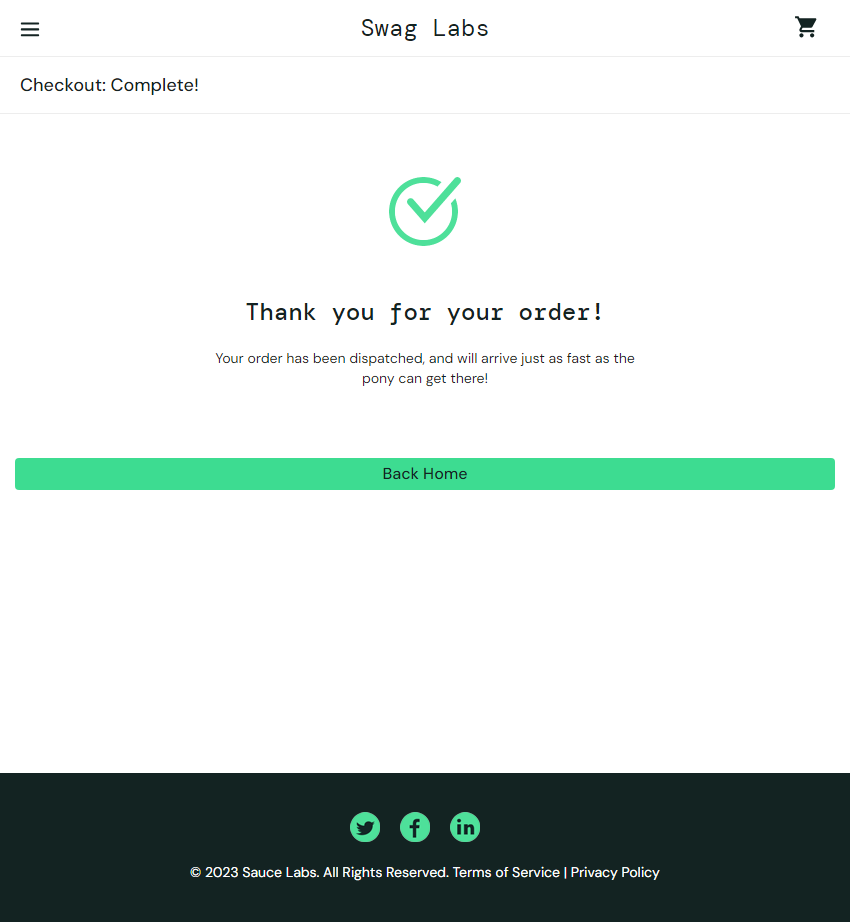 Swag Labs
Checkout: Complete!
Thank you for your order!
Your order has been dispatched, and will arrive just as fast as the
pony can get there!
Back Home
© 2023 Sauce Labs. All Rights Reserved. Terms of Service | Privacy Policy